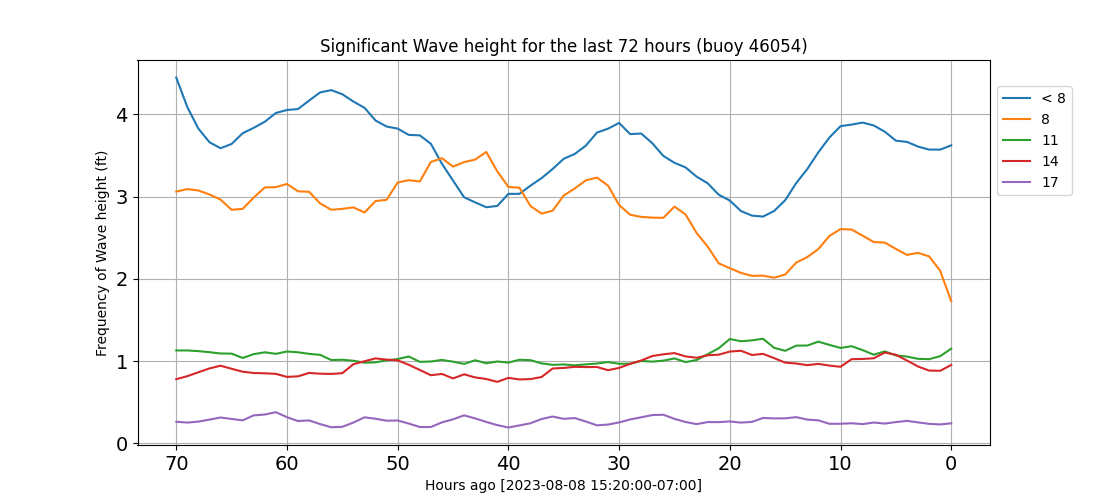 Significant Wave height for the last 72 hours (buoy 46054)
Frequency of Wave height (ft)
4
3
2
1
0
70 60 50 40 30 20 10 0
Hours ago [2023-08-08 15:20:00-07:00]
< 8
8
11
14
17